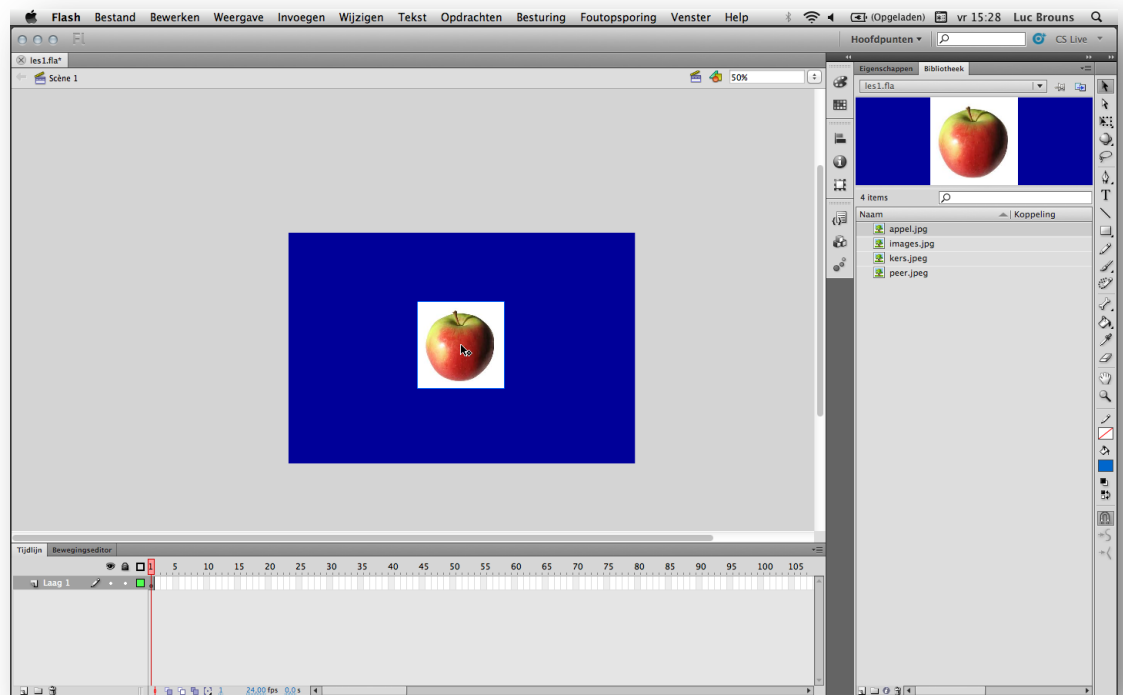 Flash Bestand Bewerken Weergave Invoegen Wijzigen Tekst Opdrachten Besturing Foutopsporing Venster Help (Opgeladen) vr 15:28 Luc Brouns
Fl Hoofdpunten CS Live
les1.fla*
Scène 1 50%
Eigenschappen Bibliotheek
les1.fla
4 items
Naam Koppeling
appel.jpg
images.jpg
kers.jpeg
peer.jpeg
Tijdlijn Bewegingseditor
1 5 10 15 20 25 30 35 40 45 50 55 60 65 70 75 80 85 90 95 100 105
Laag 1
1 24,00 fps 0,0 s